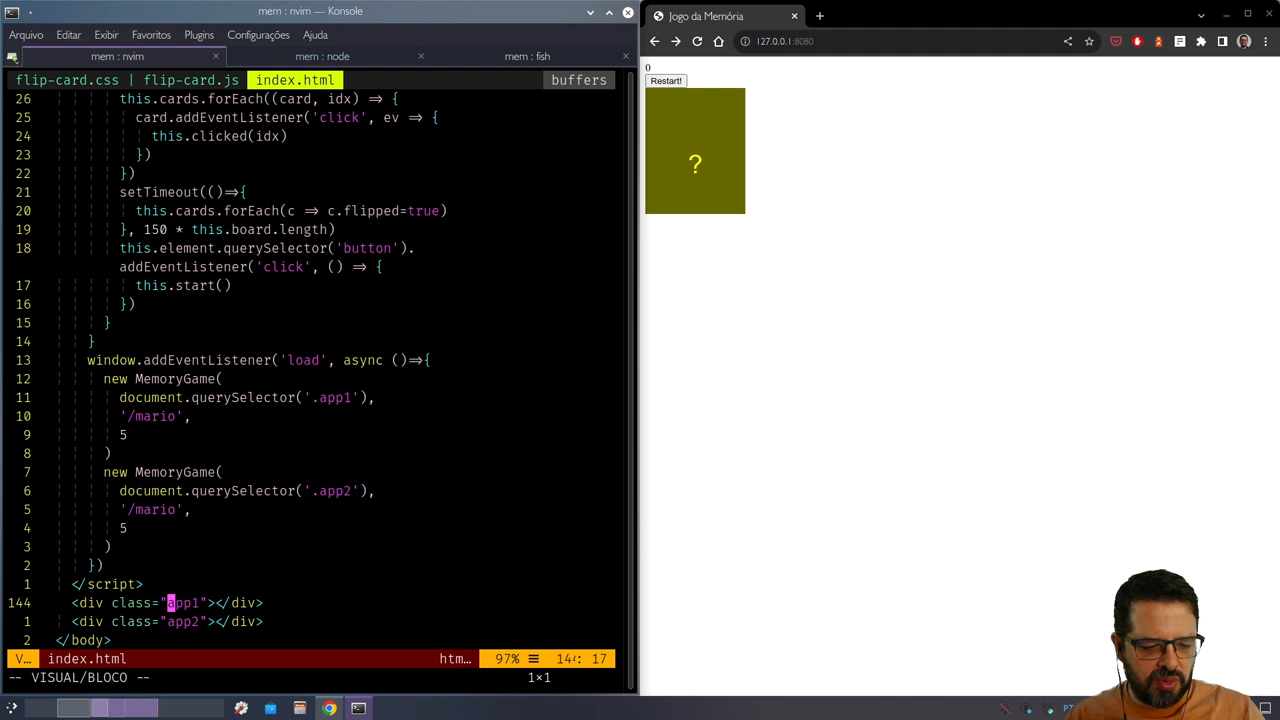 mem : nvim — Konsole
Arquivo Editar Exibir Favoritos Plugins Configurações Ajuda
mem : nvim mem : node mem : fish
flip-card.css | flip-card.js index.html buffers
26 this.cards.forEach((card, idx) => {
25 card.addEventListener('click', ev => {
24 this.clicked(idx)
23 })
22 })
21 setTimeout(()=>{
20 this.cards.forEach(c => c.flipped=true)
19 }, 150 * this.board.length)
18 this.element.querySelector('button').
addEventListener('click', () => {
17 this.start()
16 })
15 }
14 }
13 window.addEventListener('load', async ()=>{
12 new MemoryGame(
11 document.querySelector('.app1'),
10 '/mario',
9 5
8 )
7 new MemoryGame(
6 document.querySelector('.app2'),
5 '/mario',
4 5
3 )
2 })
1 </script>
144 <div class="app1"></div>
1 <div class="app2"></div>
2 </body>
V… index.html htm… 97% ☰ 144: 17
-- VISUAL/BLOCO -- 1×1
Jogo da Memória
127.0.0.1:8080
0
Restart!
?